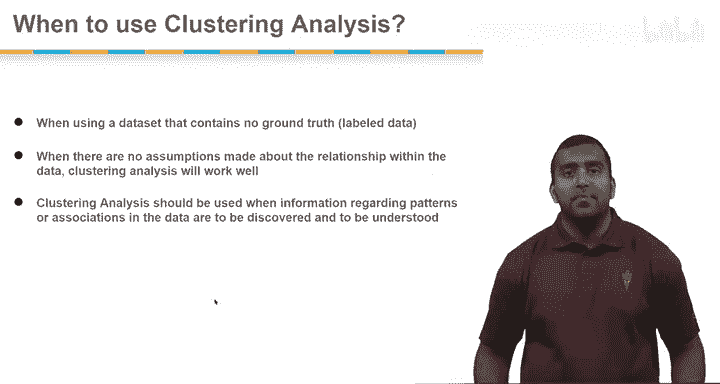 When to use Clustering Analysis?
When using a dataset that contains no ground truth (labeled data)
When there are no assumptions made about the relationship within the
data, clustering analysis will work well
Clustering Analysis should be used when information regarding patterns
or associations in the data are to be discovered and to be understood